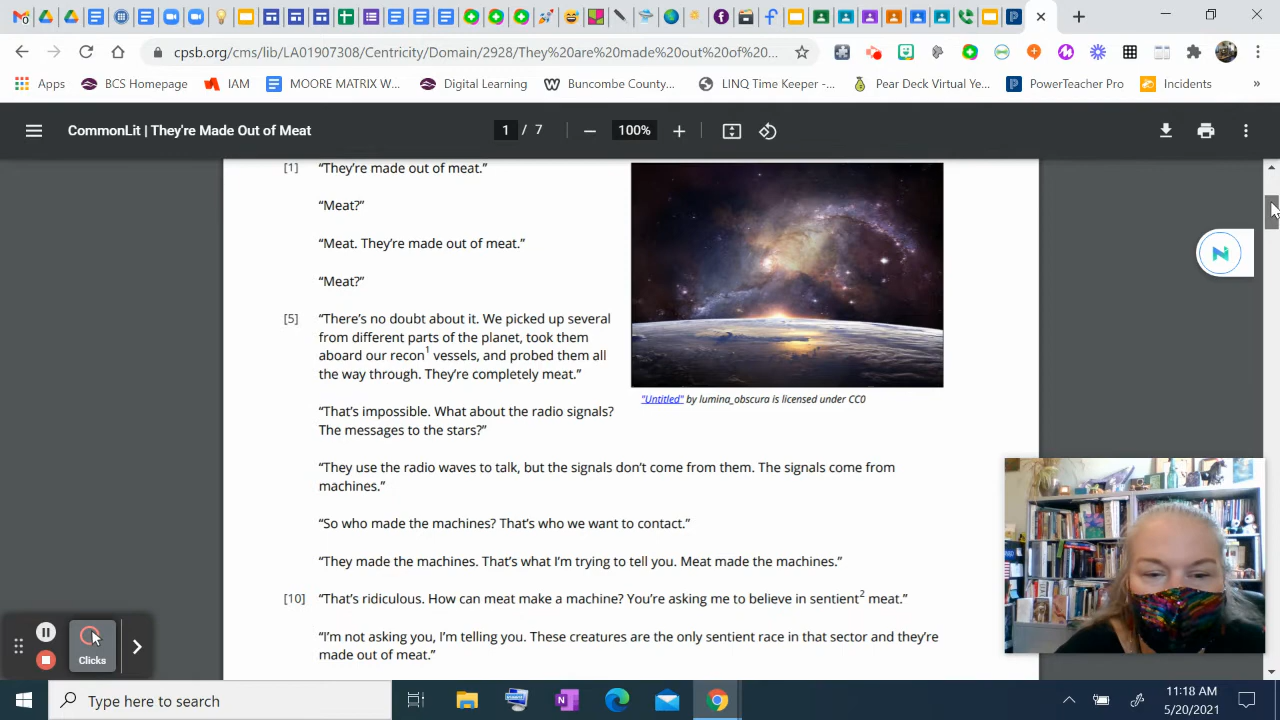 cpsb.org/cms/lib/LA01907308/Centricity/Domain/2928/They%20are%20made%20out%20of%20...
Apps BCS Homepage IAM MOORE MATRIX W... Digital Learning Buncombe County... LINQ Time Keeper -... Pear Deck Virtual Ye... PowerTeacher Pro Incidents »
CommonLit | They're Made Out of Meat 1 / 7 100%
[1] “They’re made out of meat.”
“Meat?”
“Meat. They’re made out of meat.”
“Meat?”
[5] “There’s no doubt about it. We picked up several
from different parts of the planet, took them
aboard our recon1 vessels, and probed them all
the way through. They’re completely meat.”
"Untitled" by lumina_obscura is licensed under CC0
“That’s impossible. What about the radio signals?
The messages to the stars?”
“They use the radio waves to talk, but the signals don’t come from them. The signals come from
machines.”
“So who made the machines? That’s who we want to contact.”
“They made the machines. That’s what I’m trying to tell you. Meat made the machines.”
[10] “That’s ridiculous. How can meat make a machine? You’re asking me to believe in sentient2 meat.”
“I’m not asking you, I’m telling you. These creatures are the only sentient race in that sector and they’re
made out of meat.”
Clicks
Type here to search
11:18 AM
5/20/2021